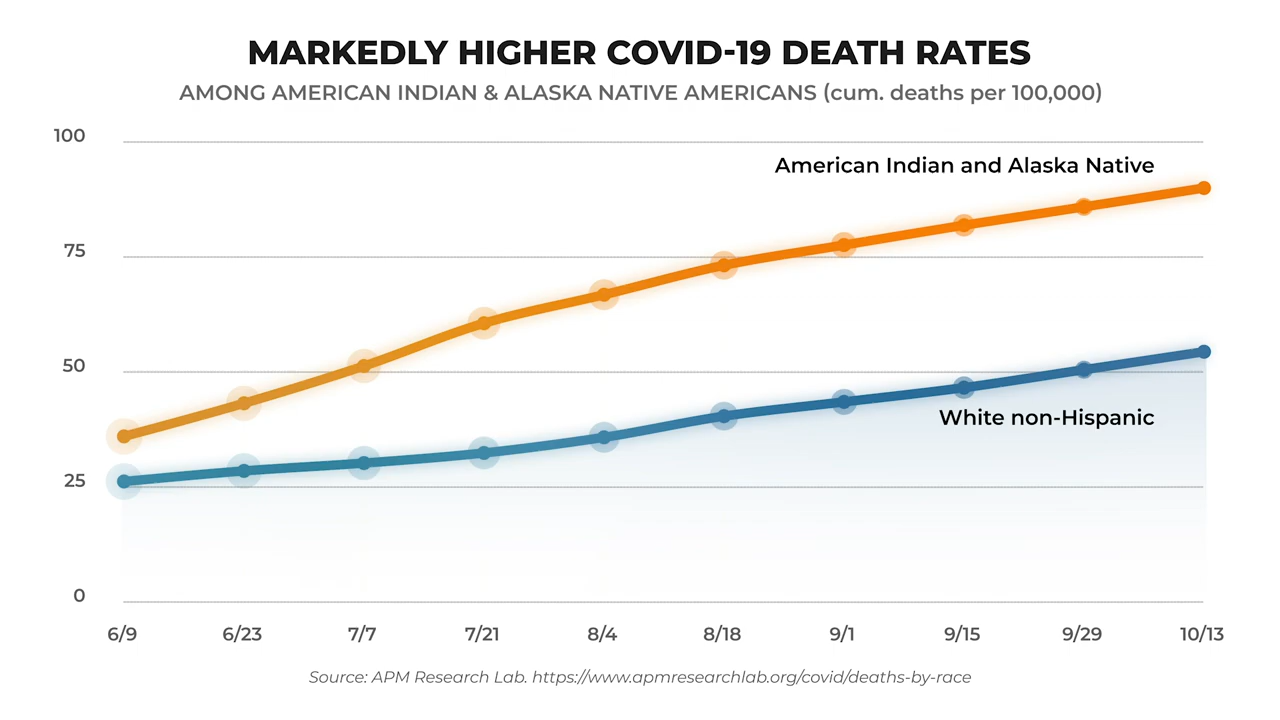 MARKEDLY HIGHER COVID-19 DEATH RATES
AMONG AMERICAN INDIAN & ALASKA NATIVE AMERICANS (cum. deaths per 100,000)
100
American Indian and Alaska Native
75
50
White non-Hispanic
25
0
6/9 6/23 7/7 7/21 8/4 8/18 9/1 9/15 9/29 10/13
Source: APM Research Lab. https://www.apmresearchlab.org/covid/deaths-by-race